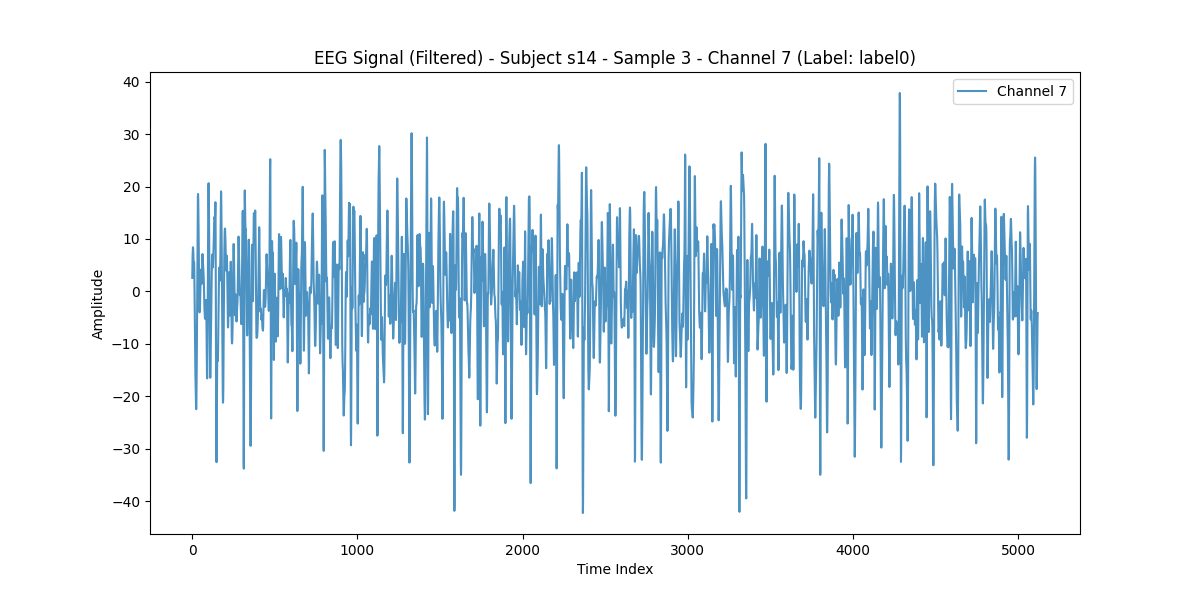 EEG Signal (Filtered) - Subject s14 - Sample 3 - Channel 7 (Label: label0)
Channel 7
40
30
20
10
0
−10
−20
−30
−40
Amplitude
0 1000 2000 3000 4000 5000
Time Index